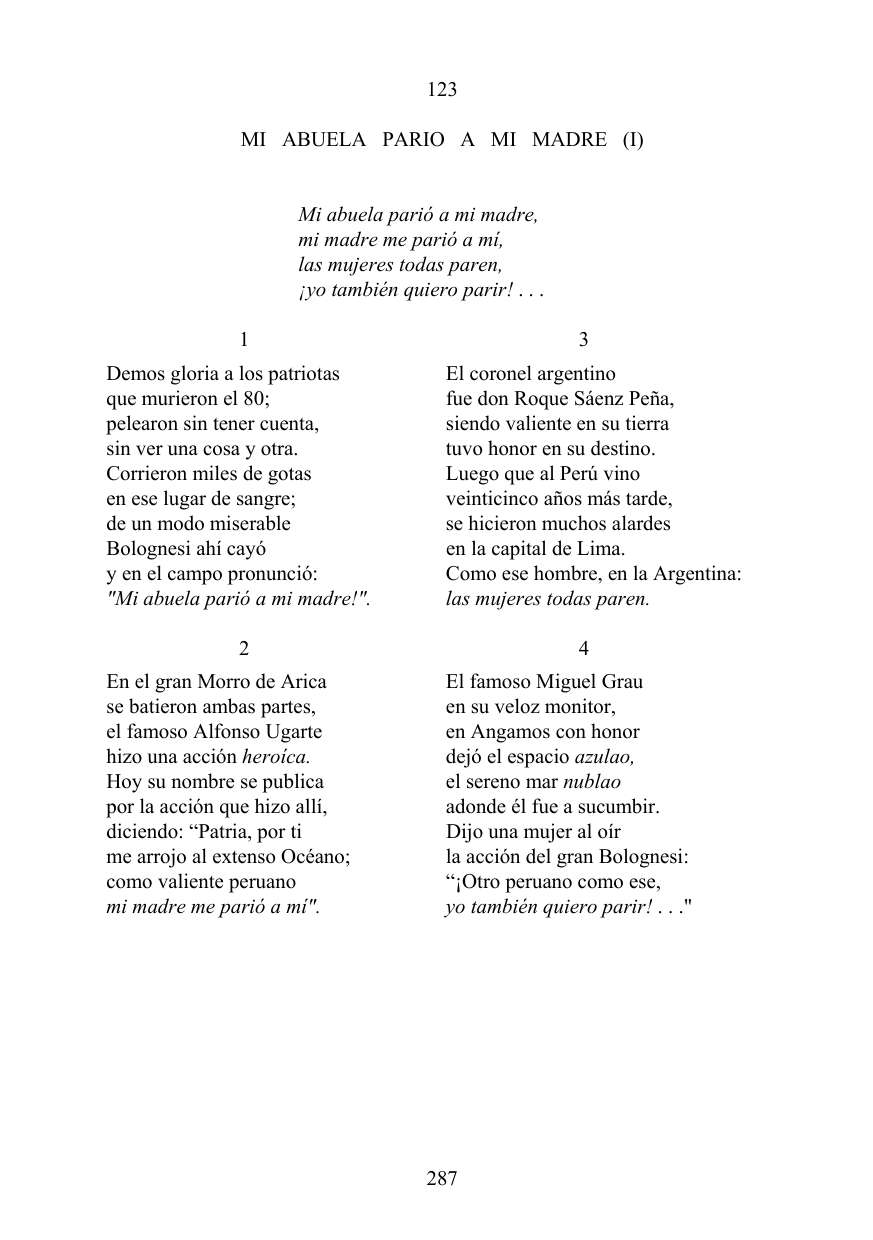 123
MI ABUELA PARIO A MI MADRE (I)
Mi abuela parió a mi madre,
mi madre me parió a mí,
las mujeres todas paren,
¡yo también quiero parir! . . .
1
Demos gloria a los patriotas
que murieron el 80;
pelearon sin tener cuenta,
sin ver una cosa y otra.
Corrieron miles de gotas
en ese lugar de sangre;
de un modo miserable
Bolognesi ahí cayó
y en el campo pronunció:
"Mi abuela parió a mi madre!".
2
En el gran Morro de Arica
se batieron ambas partes,
el famoso Alfonso Ugarte
hizo una acción heroíca.
Hoy su nombre se publica
por la acción que hizo allí,
diciendo: “Patria, por ti
me arrojo al extenso Océano;
como valiente peruano
mi madre me parió a mí".
3
El coronel argentino
fue don Roque Sáenz Peña,
siendo valiente en su tierra
tuvo honor en su destino.
Luego que al Perú vino
veinticinco años más tarde,
se hicieron muchos alardes
en la capital de Lima.
Como ese hombre, en la Argentina:
las mujeres todas paren.
4
El famoso Miguel Grau
en su veloz monitor,
en Angamos con honor
dejó el espacio azulao,
el sereno mar nublao
adonde él fue a sucumbir.
Dijo una mujer al oír
la acción del gran Bolognesi:
“¡Otro peruano como ese,
yo también quiero parir! . . ."
287